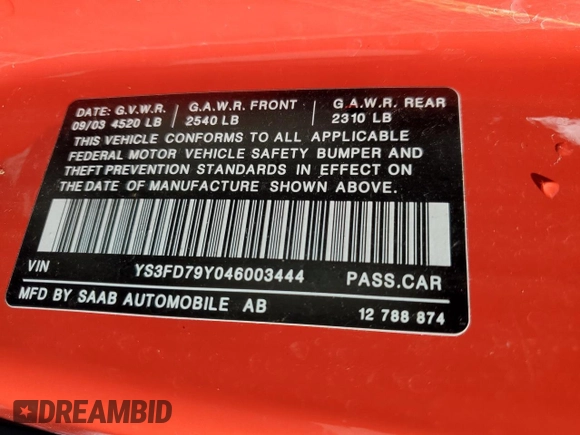 DATE: G.V.W.R. G.A.W.R. FRONT G.A.W.R. REAR
09/03 4520 LB 2540 LB 2310 LB
THIS VEHICLE CONFORMS TO ALL APPLICABLE
FEDERAL MOTOR VEHICLE SAFETY BUMPER AND
THEFT PREVENTION STANDARDS IN EFFECT ON
THE DATE OF MANUFACTURE SHOWN ABOVE.
VIN YS3FD79Y046003444 PASS.CAR
MFD BY SAAB AUTOMOBILE AB 12 788 874
DREAMBID